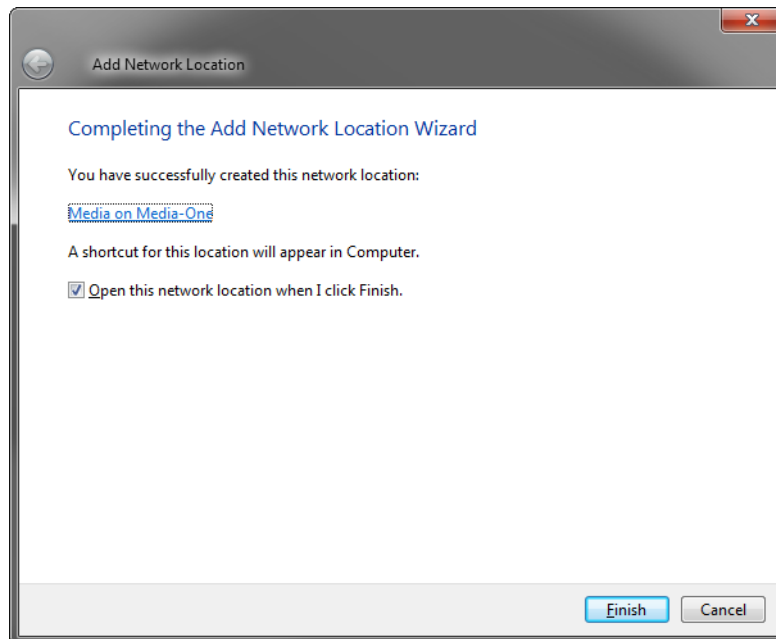 Add Network Location
Completing the Add Network Location Wizard
You have successfully created this network location:
Media on Media-One
A shortcut for this location will appear in Computer.
Open this network location when I click Finish.
Finish Cancel